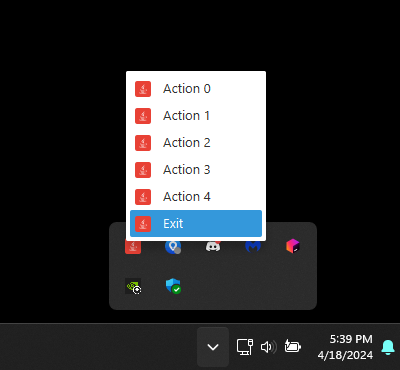 Action 0
Action 1
Action 2
Action 3
Action 4
Exit
5:39 PM
4/18/2024